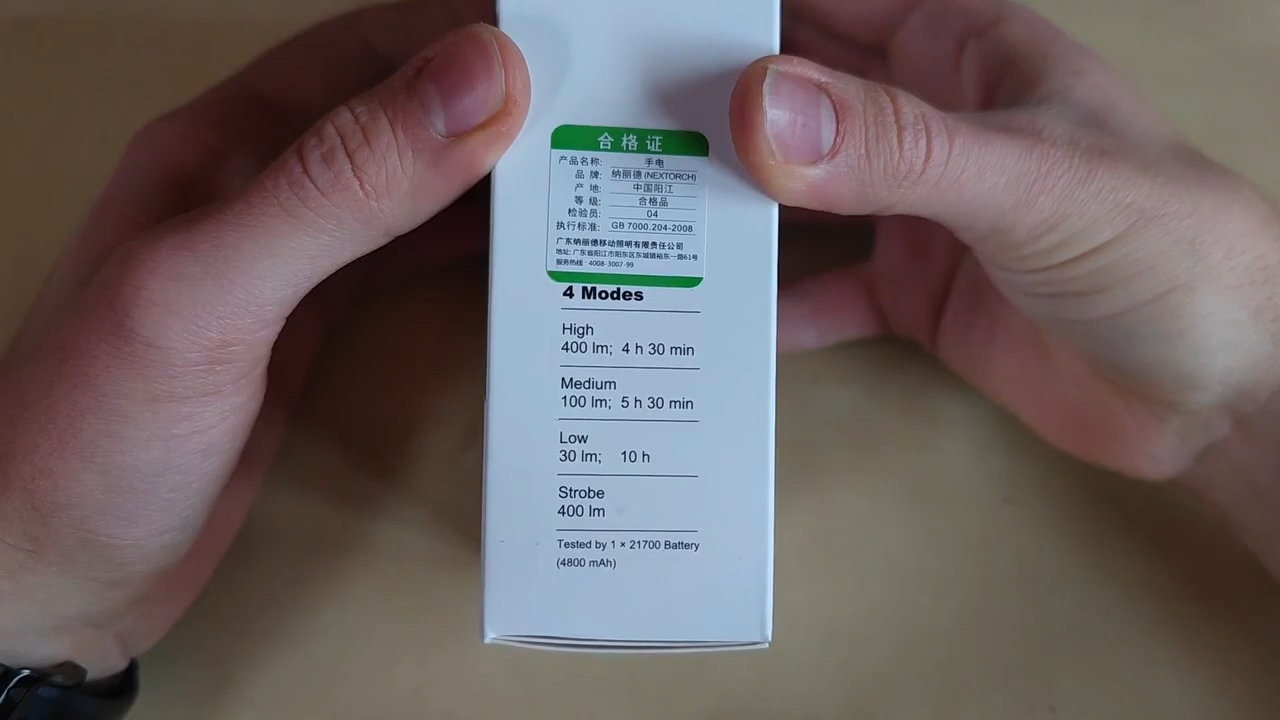 合格证
产品名称: 手电
品 牌: 纳丽德 (NEXTORCH)
产 地: 中国阳江
等 级: 合格品
检验员: 04
执行标准: GB 7000.204-2008
广东纳丽德移动照明有限责任公司
地址: 广东省阳江市阳东区东城镇裕东一路61号
服务热线: 4008-3007-99
4 Modes
High
400 lm; 4 h 30 min
Medium
100 lm; 5 h 30 min
Low
30 lm; 10 h
Strobe
400 lm
Tested by 1 × 21700 Battery
(4800 mAh)